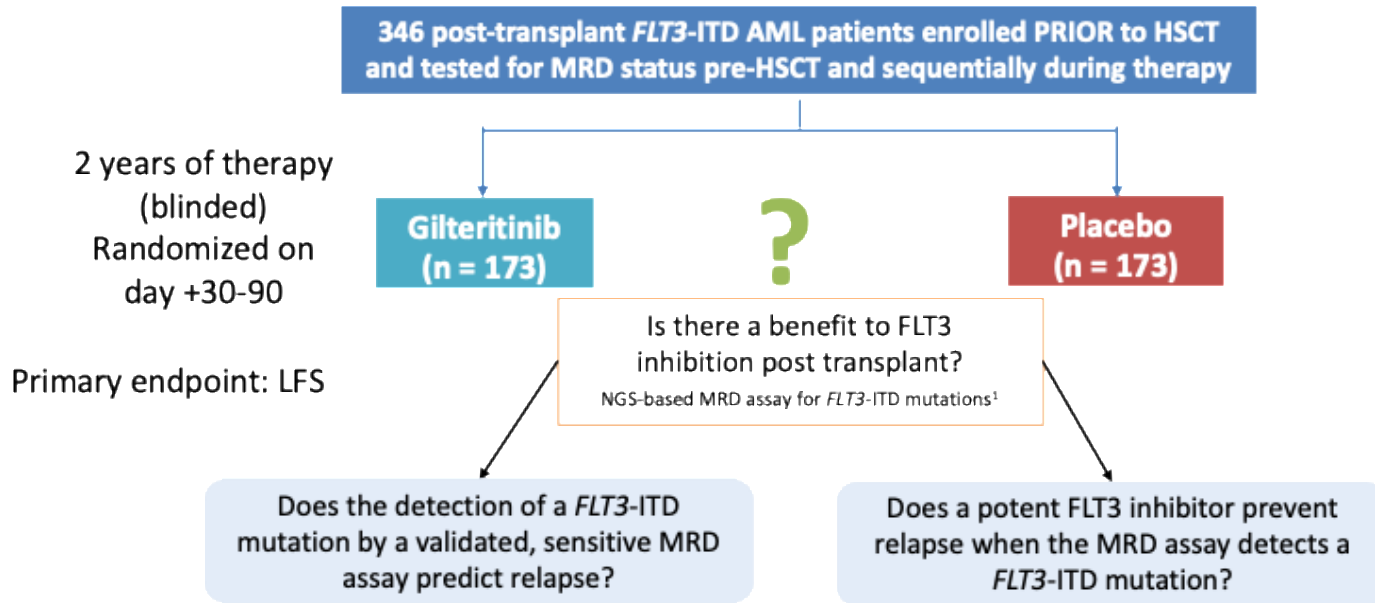 346 post-transplant FLT3-ITD AML patients enrolled PRIOR to HSCT
and tested for MRD status pre-HSCT and sequentially during therapy
2 years of therapy
(blinded)
Randomized on
day +30-90
Gilteritinib
(n = 173)
?
Placebo
(n = 173)
Is there a benefit to FLT3
inhibition post transplant?
NGS-based MRD assay for FLT3-ITD mutations¹
Primary endpoint: LFS
Does the detection of a FLT3-ITD
mutation by a validated, sensitive MRD
assay predict relapse?
Does a potent FLT3 inhibitor prevent
relapse when the MRD assay detects a
FLT3-ITD mutation?